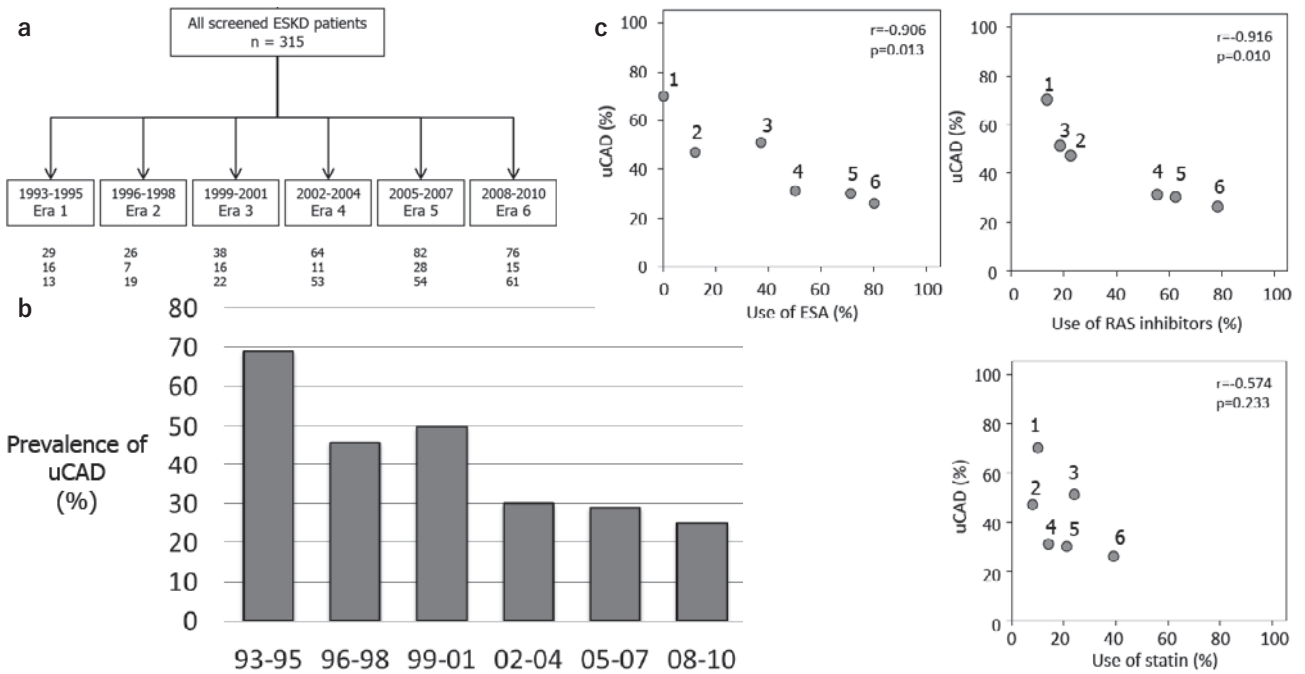 a
All screened ESKD patients
n = 315
1993-1995
Era 1
1996-1998
Era 2
1999-2001
Era 3
2002-2004
Era 4
2005-2007
Era 5
2008-2010
Era 6
29 26 38 64 82 76
16 7 16 11 28 15
13 19 22 53 54 61
b
Prevalence of
uCAD
(%)
80
70
60
50
40
30
20
10
0
93-95 96-98 99-01 02-04 05-07 08-10
c
r=-0.906
p=0.013
uCAD (%)
100
80
60
40
20
0
1
2
3
4
5
6
0 20 40 60 80 100
Use of ESA (%)
r=-0.916
p=0.010
uCAD (%)
100
80
60
40
20
0
1
3
2
4
5
6
0 20 40 60 80 100
Use of RAS inhibitors (%)
r=-0.574
p=0.233
uCAD (%)
100
80
60
40
20
0
1
2
3
4
5
6
0 20 40 60 80 100
Use of statin (%)